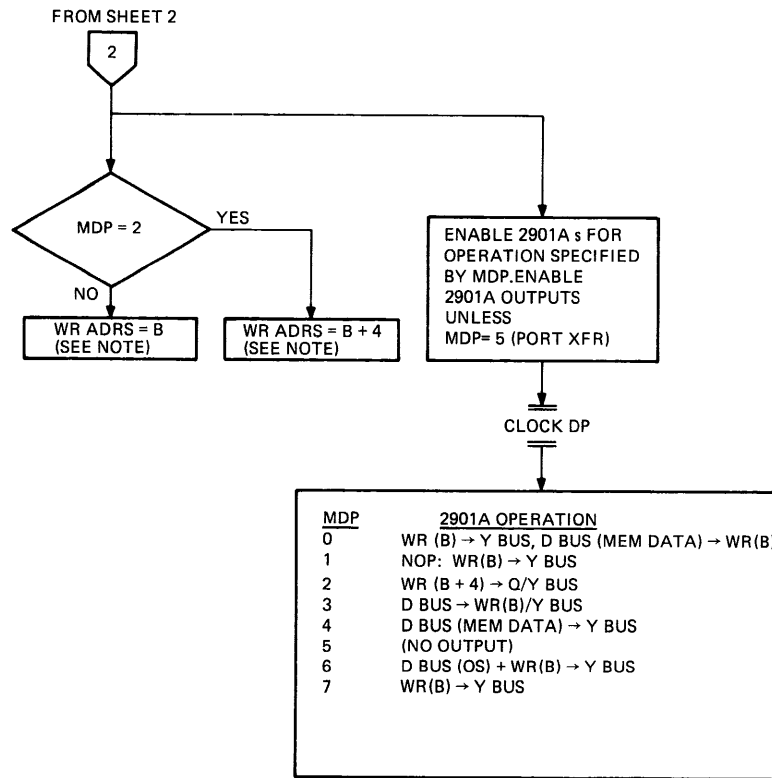 FROM SHEET 2
2
MDP = 2
YES
NO
WR ADRS = B
(SEE NOTE)
WR ADRS = B + 4
(SEE NOTE)
ENABLE 2901A s FOR
OPERATION SPECIFIED
BY MDP.ENABLE
2901A OUTPUTS
UNLESS
MDP= 5 (PORT XFR)
CLOCK DP
MDP 2901A OPERATION
0 WR (B) → Y BUS, D BUS (MEM DATA) → WR(B)
1 NOP: WR(B) → Y BUS
2 WR (B + 4) → Q/Y BUS
3 D BUS → WR(B)/Y BUS
4 D BUS (MEM DATA) → Y BUS
5 (NO OUTPUT)
6 D BUS (OS) + WR(B) → Y BUS
7 WR(B) → Y BUS